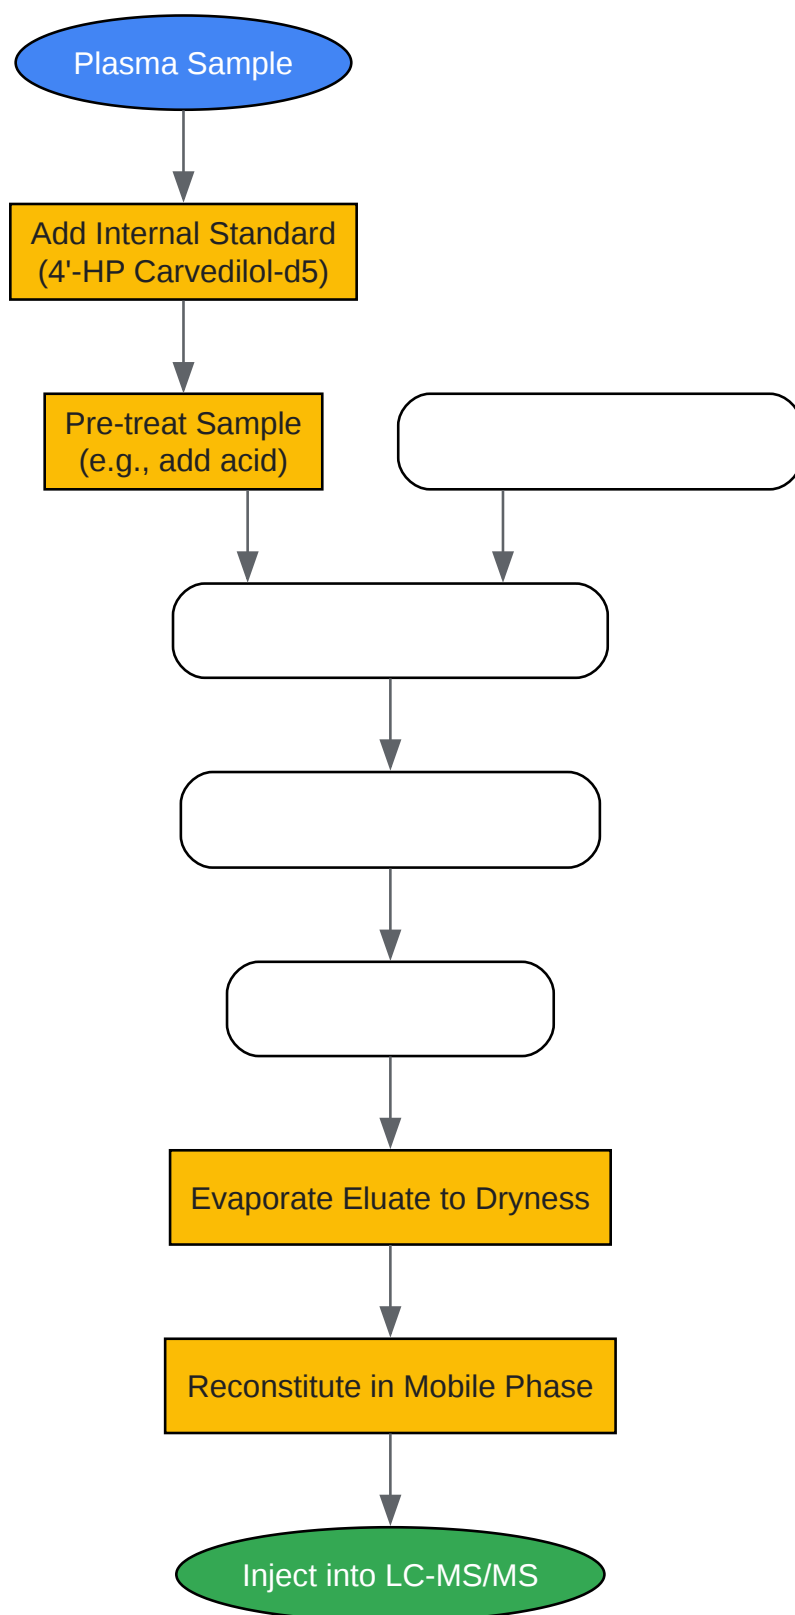 Plasma Sample
Add Internal Standard
(4'-HP Carvedilol-d5)
Pre-treat Sample
(e.g., add acid)
Evaporate Eluate to Dryness
Reconstitute in Mobile Phase
Inject into LC-MS/MS